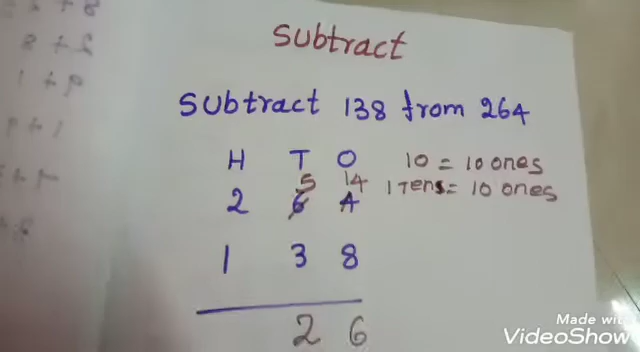 Subtract
Subtract 138 from 264
H T O 10 = 10 ones
5 14 1 Tens = 10 ones
2 6 4
1 3 8
2 6
Made with
VideoShow